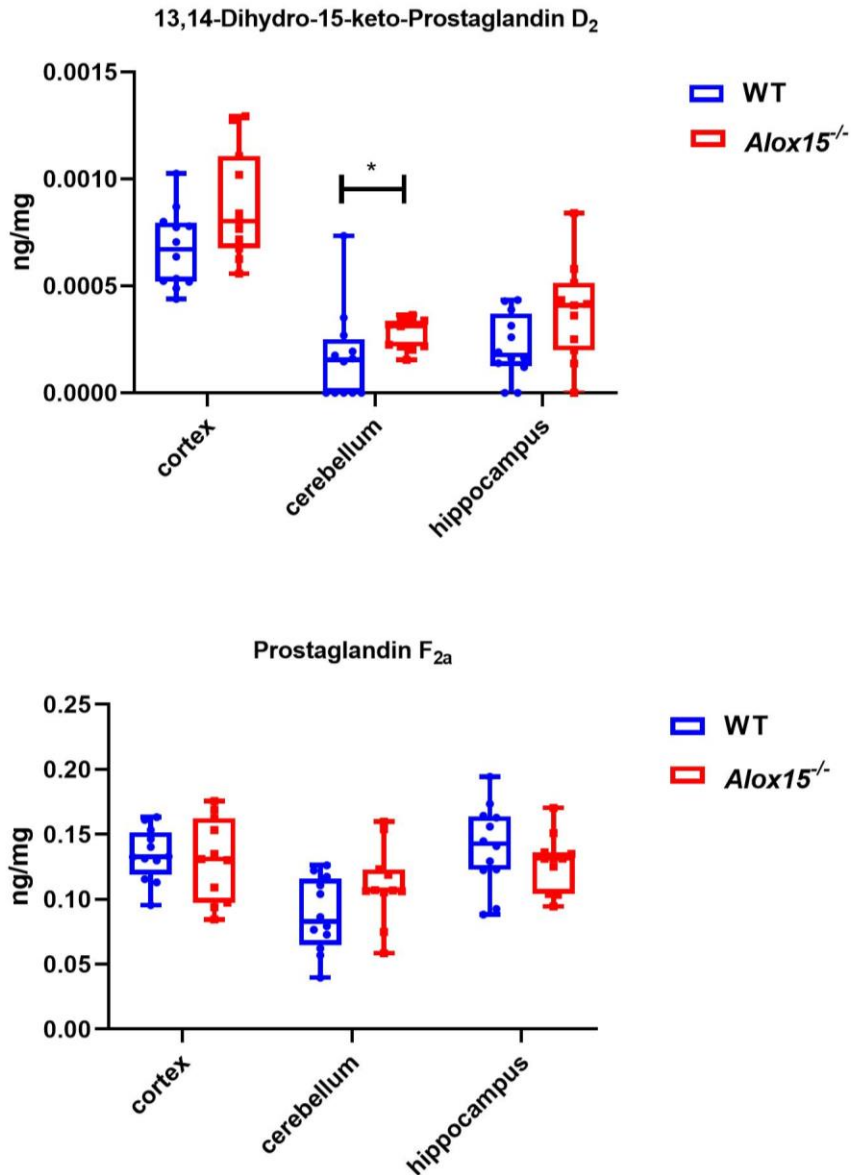 13,14-Dihydro-15-keto-Prostaglandin D₂
0.0015
WT
Alox15⁻/⁻
0.0010
*
ng/mg
0.0005
0.0000
cortex
cerebellum
hippocampus
Prostaglandin F₂ₐ
0.25
WT
0.20
Alox15⁻/⁻
0.15
ng/mg
0.10
0.05
0.00
cortex
cerebellum
hippocampus